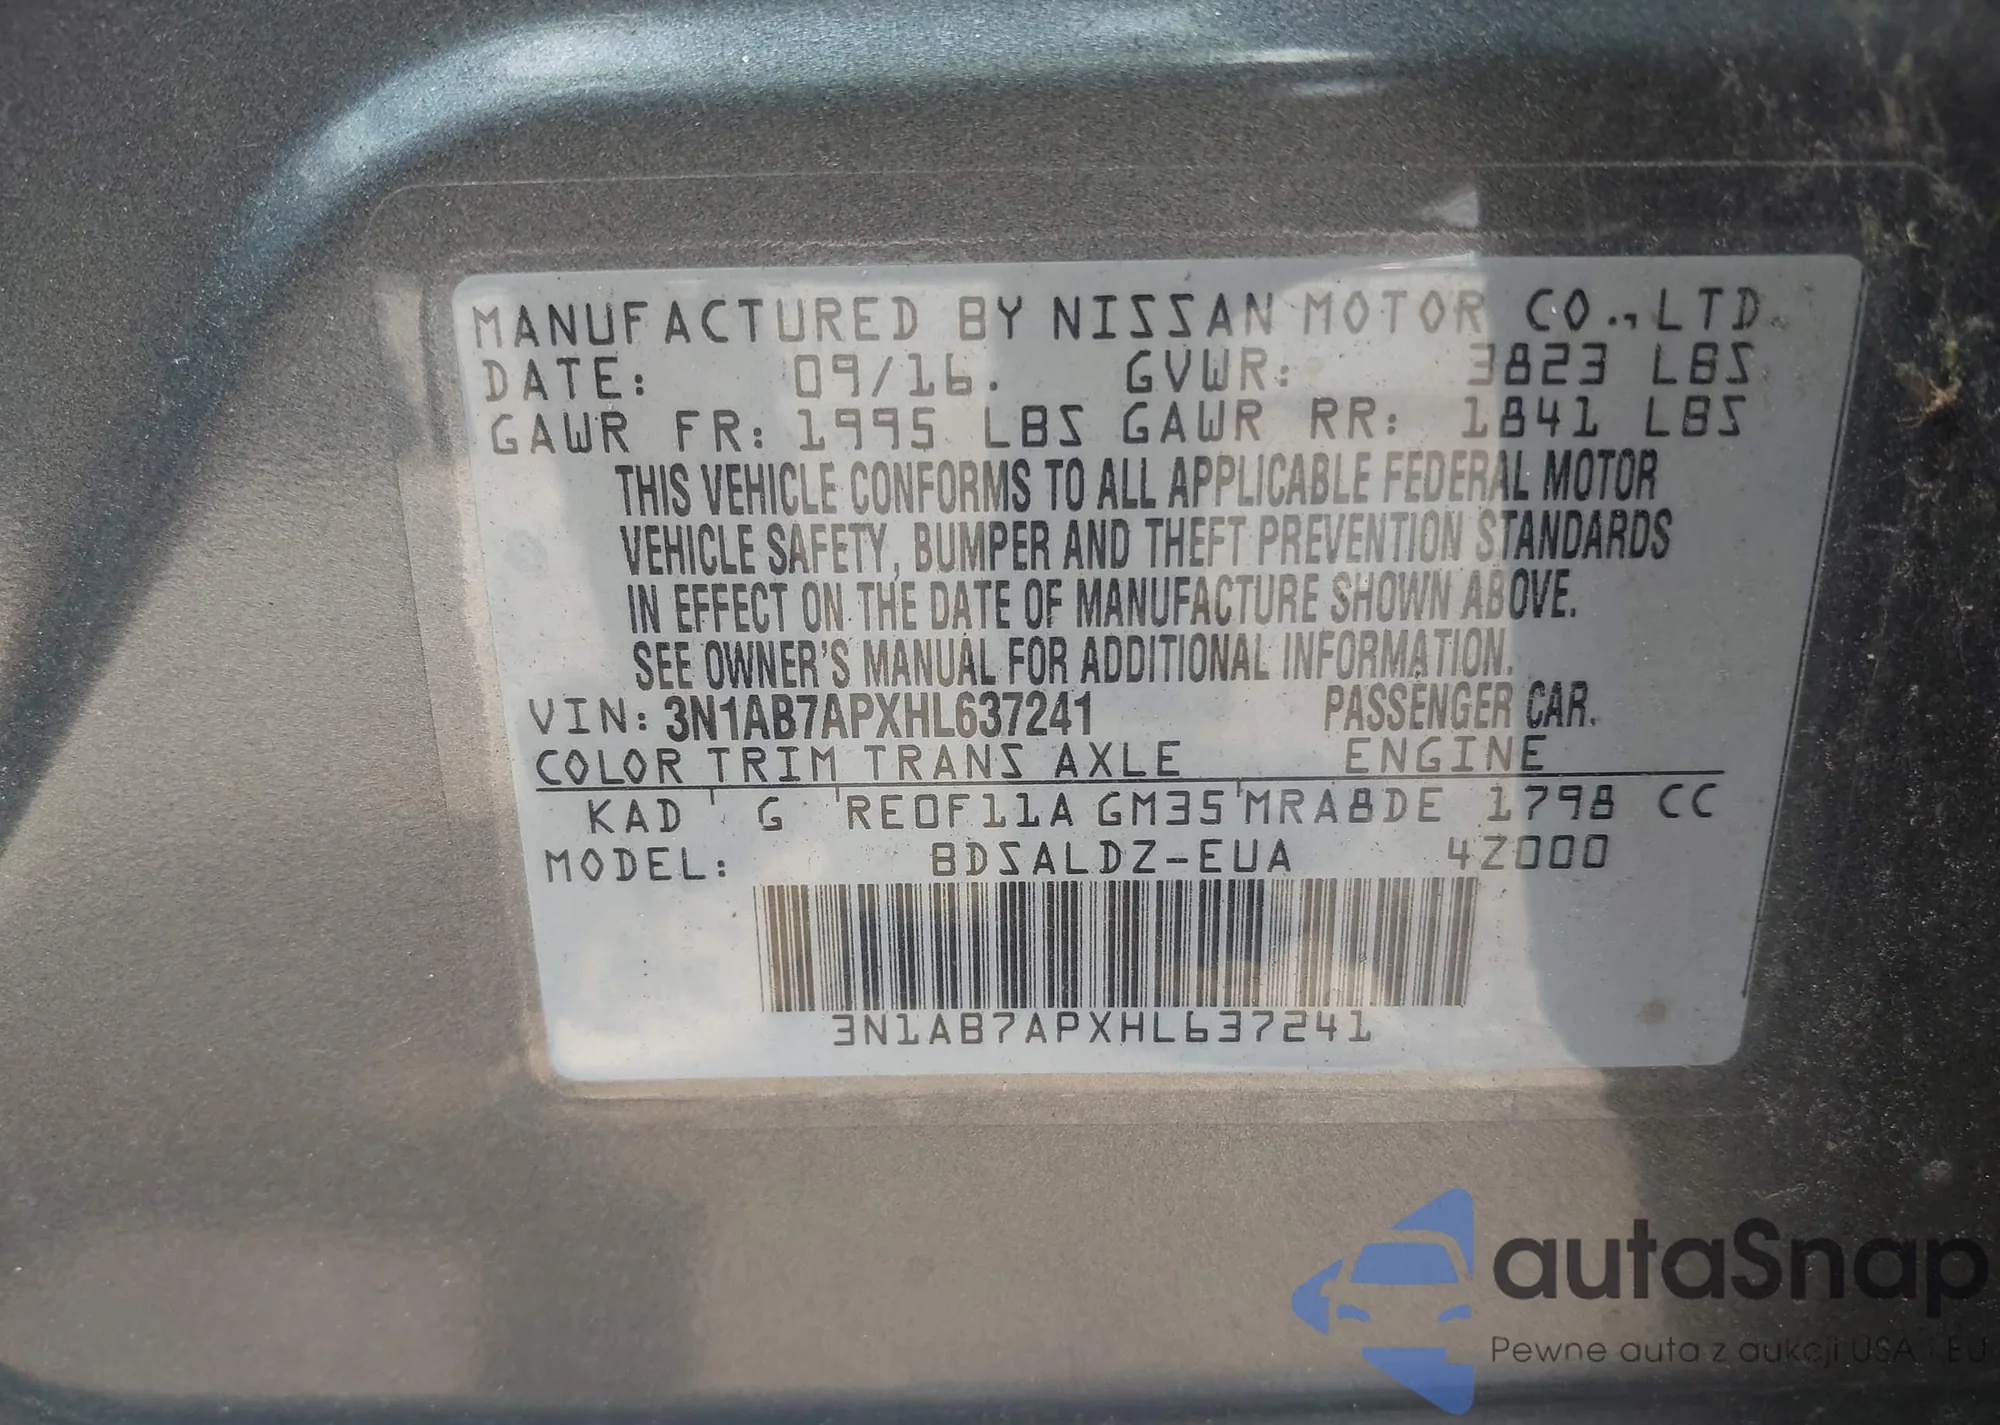 MANUFACTURED BY NISSAN MOTOR CO., LTD.
DATE: 09/16. GVWR: 3823 LBS
GAWR FR: 1995 LBS GAWR RR: 1841 LBS
THIS VEHICLE CONFORMS TO ALL APPLICABLE FEDERAL MOTOR
VEHICLE SAFETY, BUMPER AND THEFT PREVENTION STANDARDS
IN EFFECT ON THE DATE OF MANUFACTURE SHOWN ABOVE.
SEE OWNER'S MANUAL FOR ADDITIONAL INFORMATION.
VIN: 3N1AB7APXHL637241 PASSENGER CAR.
COLOR TRIM TRANS AXLE ENGINE
KAD G RE0F11A GM35 MRA8DE 1798 CC
MODEL: BDSALDZ-EUA 4Z000
3N1AB7APXHL637241
autaSnap
Pewne auta z aukcji USA i EU